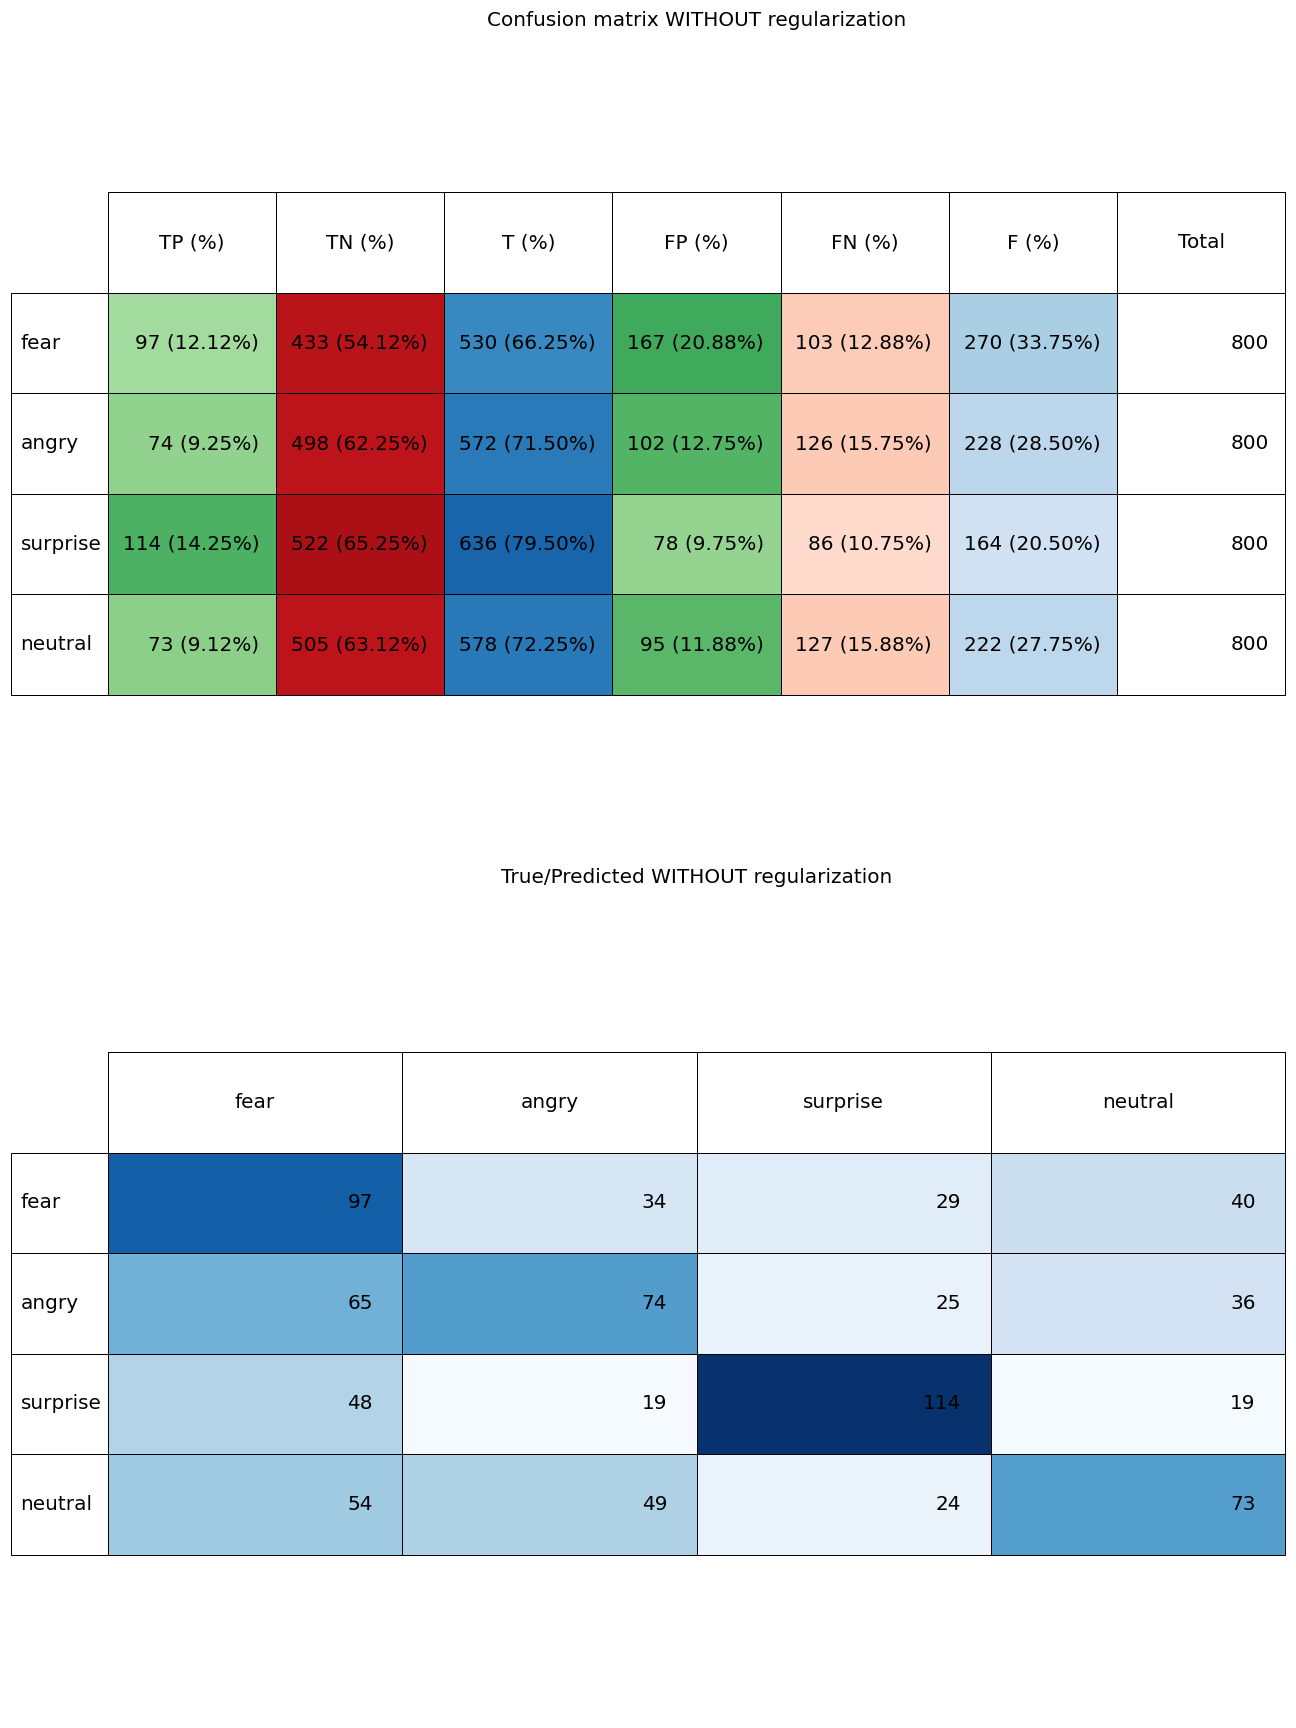 Confusion matrix WITHOUT regularization
TP (%) TN (%) T (%) FP (%) FN (%) F (%) Total
fear 97 (12.12%) 433 (54.12%) 530 (66.25%) 167 (20.88%) 103 (12.88%) 270 (33.75%) 800
angry 74 (9.25%) 498 (62.25%) 572 (71.50%) 102 (12.75%) 126 (15.75%) 228 (28.50%) 800
surprise 114 (14.25%) 522 (65.25%) 636 (79.50%) 78 (9.75%) 86 (10.75%) 164 (20.50%) 800
neutral 73 (9.12%) 505 (63.12%) 578 (72.25%) 95 (11.88%) 127 (15.88%) 222 (27.75%) 800
True/Predicted WITHOUT regularization
fear angry surprise neutral
fear 97 34 29 40
angry 65 74 25 36
surprise 48 19 114 19
neutral 54 49 24 73